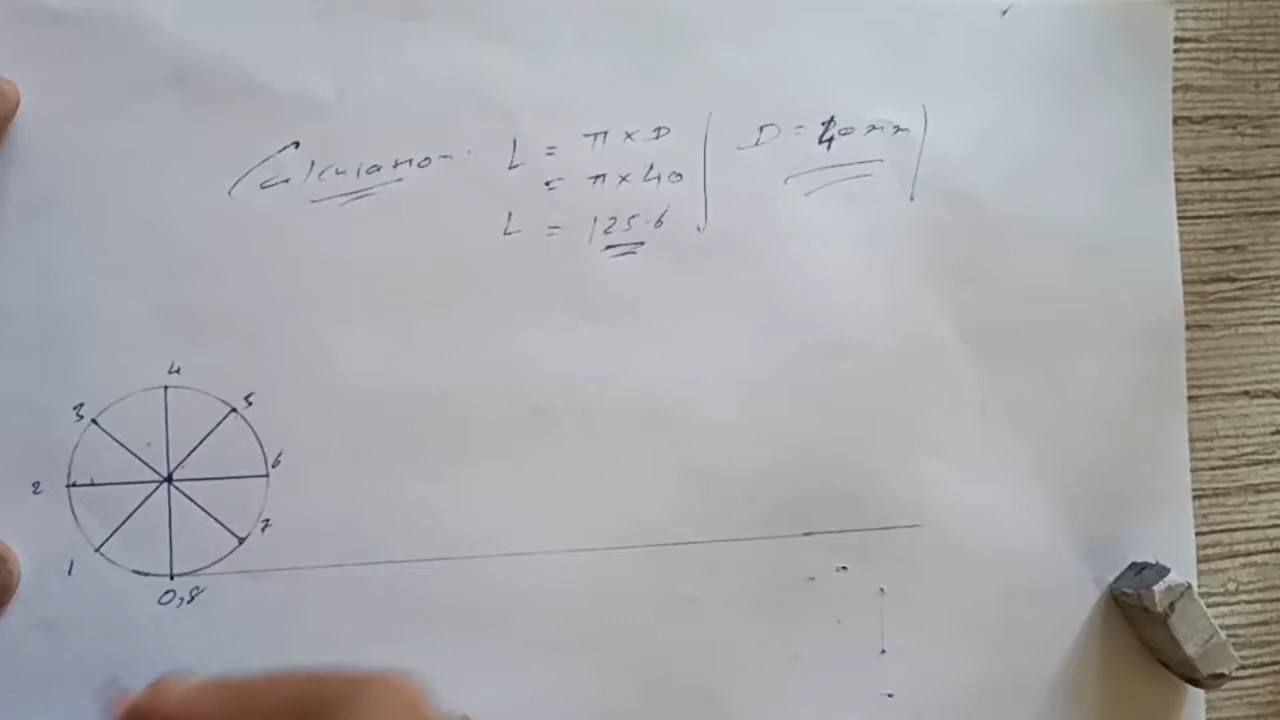 Calculation: L = π × D
= π × 40
L = 125.6
D = 40mm
4
3
5
2
6
1
7
0,8